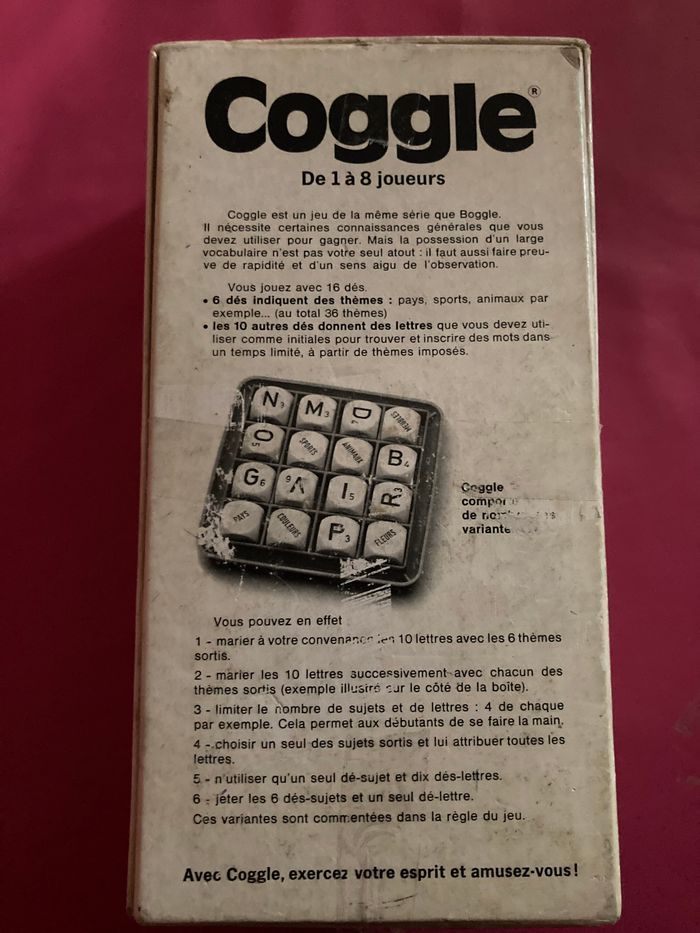 Coggle®
De 1 à 8 joueurs
Coggle est un jeu de la même série que Boggle.
Il nécessite certaines connaissances générales que vous
devez utiliser pour gagner. Mais la possession d'un large
vocabulaire n'est pas votre seul atout : il faut aussi faire preu-
ve de rapidité et d'un sens aigu de l'observation.
Vous jouez avec 16 dés.
• 6 dés indiquent des thèmes : pays, sports, animaux par
exemple... (au total 36 thèmes)
• les 10 autres dés donnent des lettres que vous devez uti-
liser comme initiales pour trouver et inscrire des mots dans
un temps limité, à partir de thèmes imposés.
N3 M3 D MEUBLES
O5 SPORTS ANIMAUX B4
G6 A9 I5 R3
PAYS COULEURS P3 FLEURS
Coggle
de
Vous pouvez en effet
1 - marier à votre convenance les 10 lettres avec les 6 thèmes
sortis.
2 - marier les 10 lettres successivement avec chacun des
thèmes sortis (exemple illustré sur le côté de la boîte).
3 - limiter le nombre de sujets et de lettres : 4 de chaque
par exemple. Cela permet aux débutants de se faire la main.
4 - choisir un seul des sujets sortis et lui attribuer toutes les
lettres.
5 - n'utiliser qu'un seul dé-sujet et dix dés-lettres.
6 - jeter les 6 dés-sujets et un seul dé-lettre.
Ces variantes sont commentées dans la règle du jeu.
Avec Coggle, exercez votre esprit et amusez-vous!